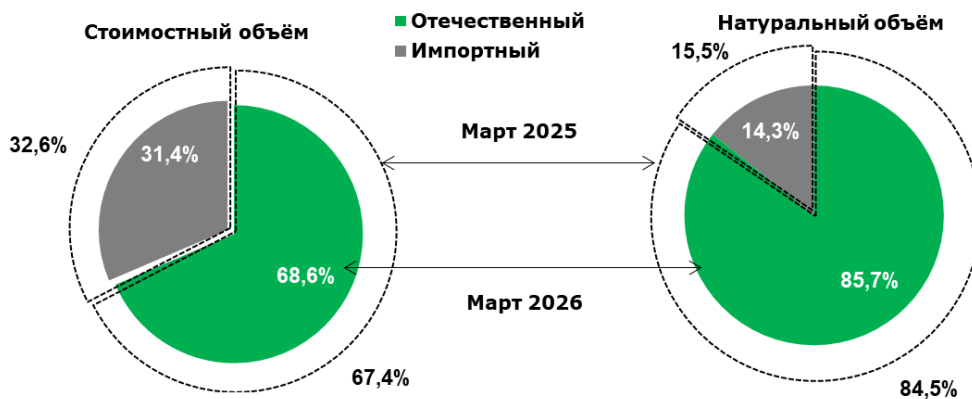 Стоимостный объём
Отечественный
Импортный
Натуральный объём
15,5%
32,6%
31,4%
Март 2025
14,3%
68,6%
85,7%
Март 2026
67,4%
84,5%